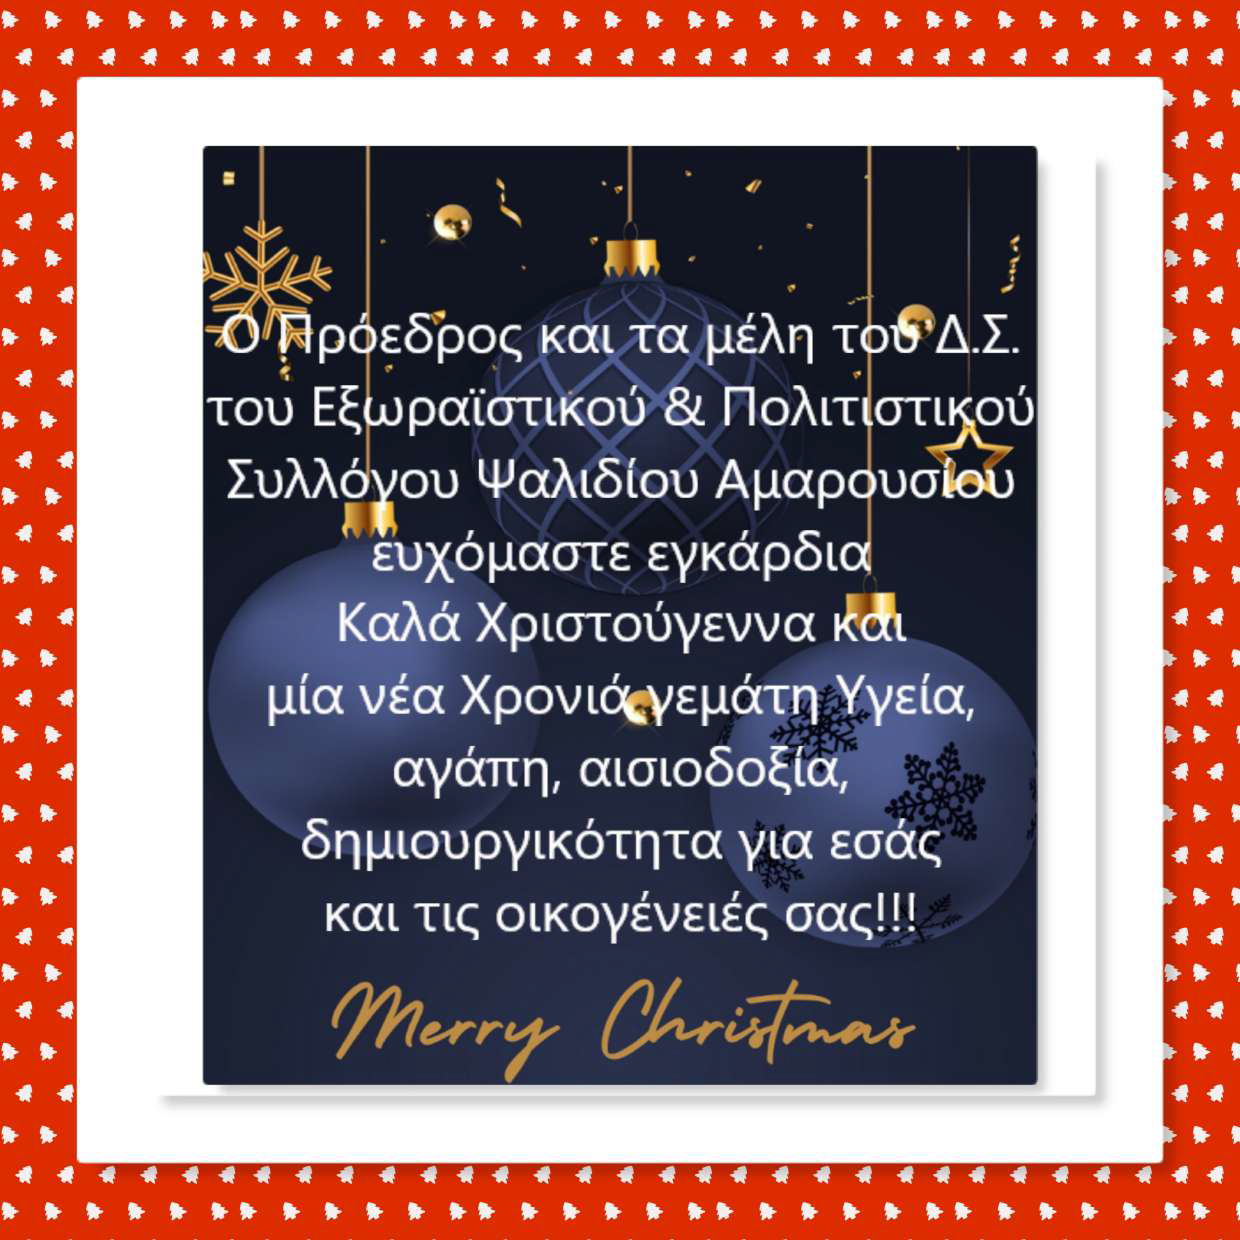 Ο Πρόεδρος και τα μέλη του Δ.Σ.
του Εξωραϊστικού & Πολιτιστικού
Συλλόγου Ψαλιδίου Αμαρουσίου
ευχόμαστε εγκάρδια
Καλά Χριστούγεννα και
μία νέα Χρονιά γεμάτη Υγεία,
αγάπη, αισιοδοξία,
δημιουργικότητα για εσάς
και τις οικογένειές σας!!!
Merry Christmas